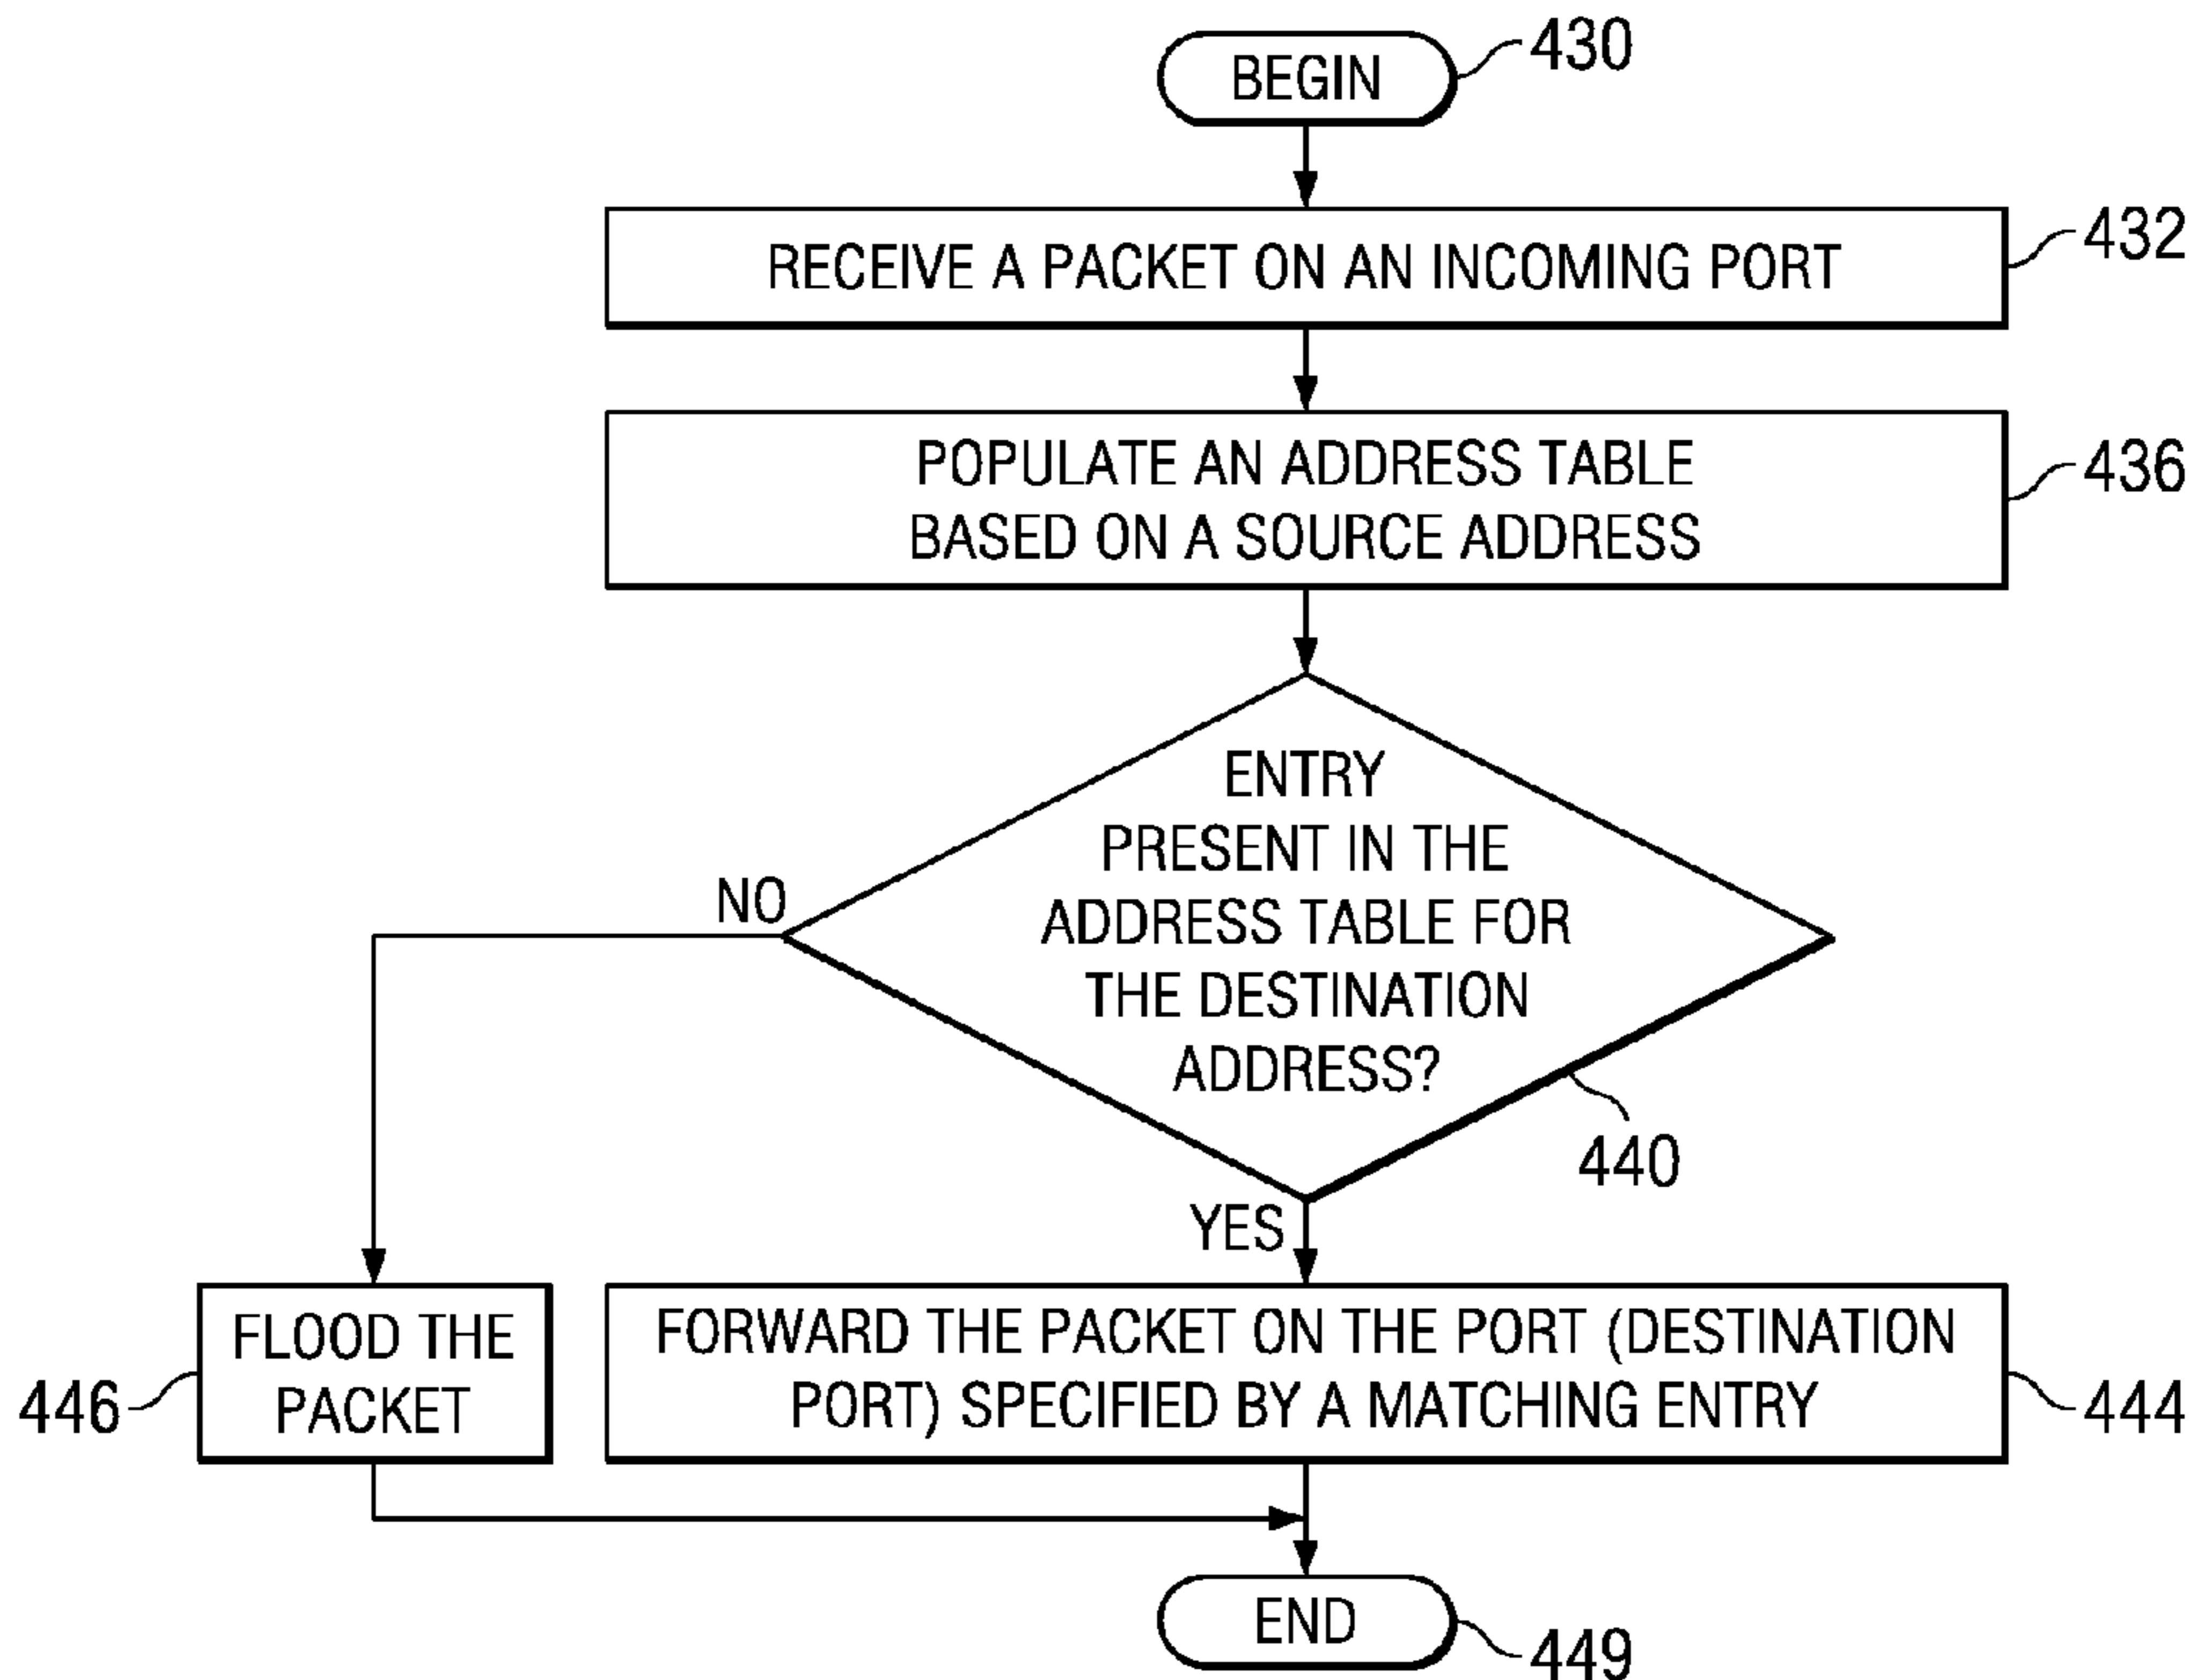 BEGIN
430
RECEIVE A PACKET ON AN INCOMING PORT
432
POPULATE AN ADDRESS TABLE
BASED ON A SOURCE ADDRESS
436
ENTRY
PRESENT IN THE
ADDRESS TABLE FOR
THE DESTINATION
ADDRESS?
440
NO
YES
FLOOD THE
PACKET
446
FORWARD THE PACKET ON THE PORT (DESTINATION
PORT) SPECIFIED BY A MATCHING ENTRY
444
END
449